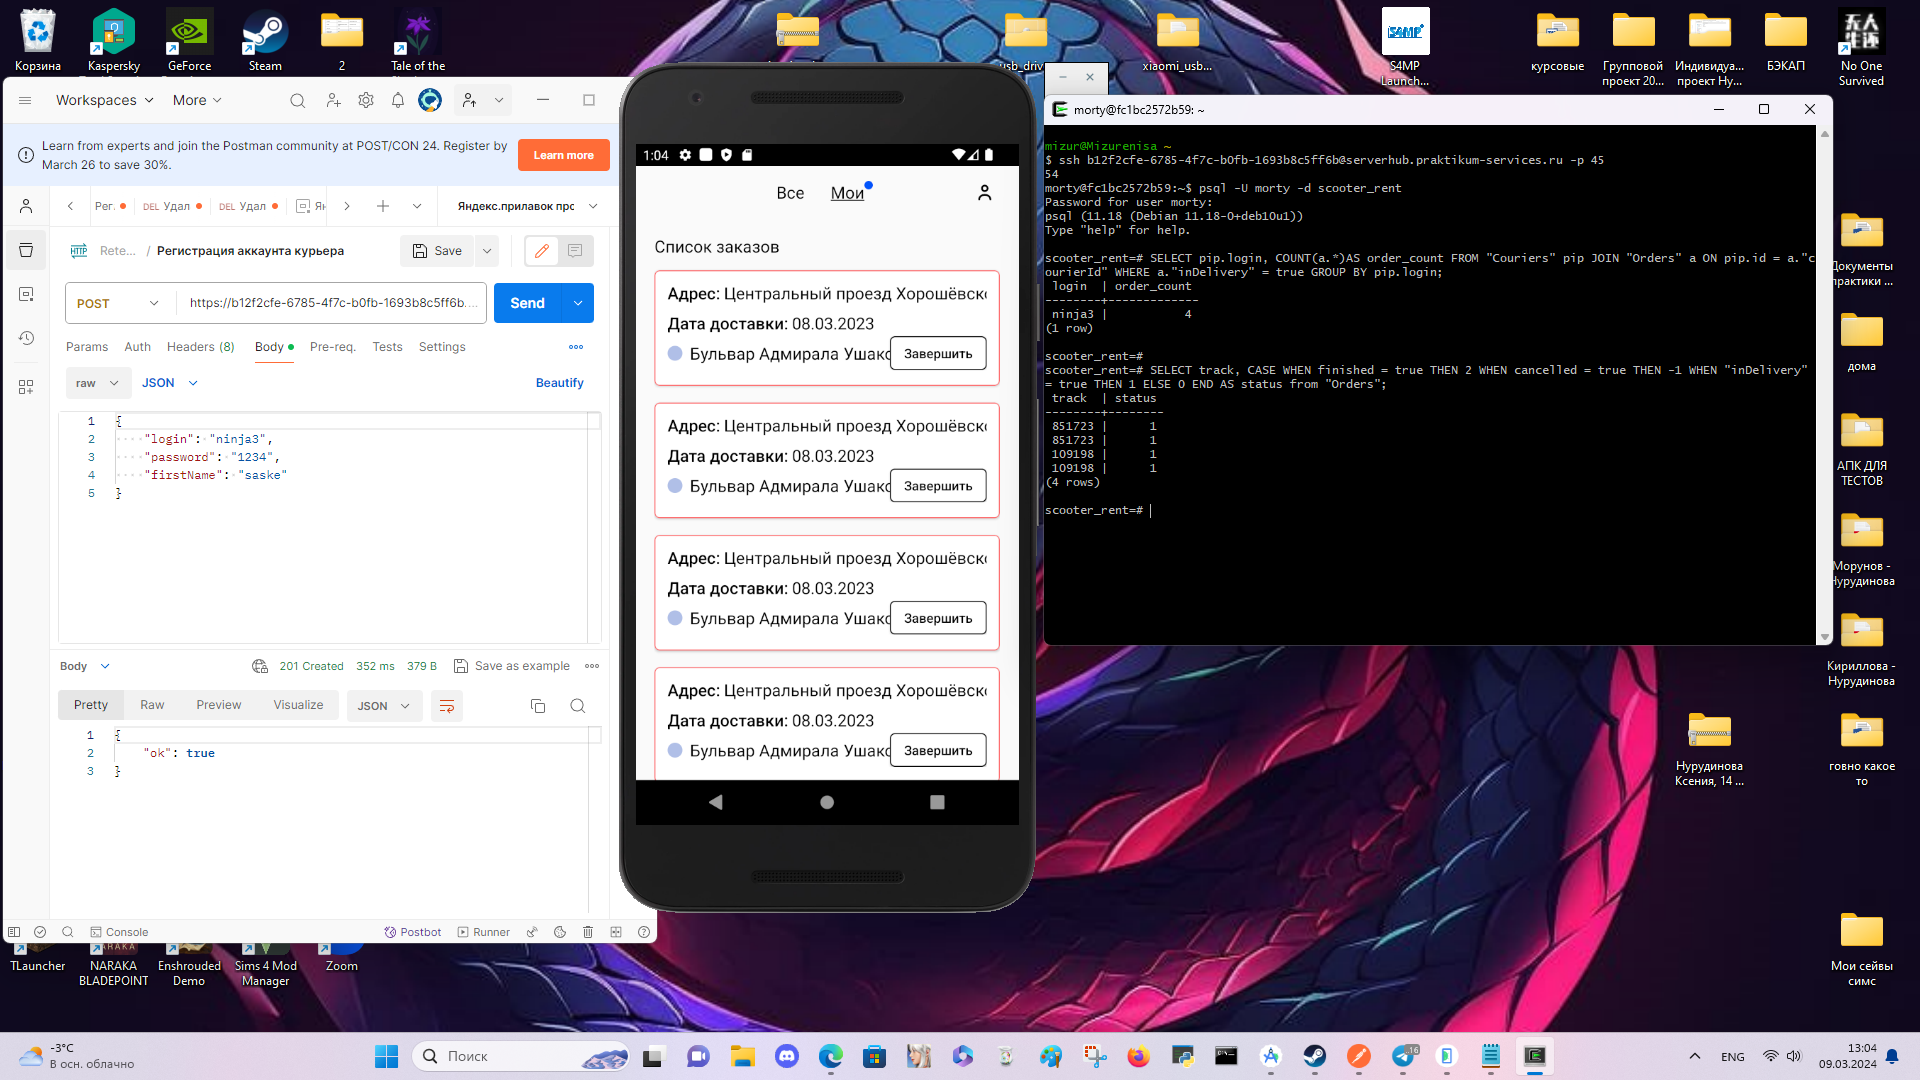 Корзина
Kaspersky
GeForce
Steam
2
Tale of the
usb_driv
xiaomi_usb...
S4MP
S4MP
Launch...
курсовые
Групповой
проект 20...
Индивидуа...
проект Ну...
БЭКАП
No One
Survived
Workspaces
More
Learn from experts and join the Postman community at POST/CON 24. Register by
March 26 to save 30%.
Learn more
Рег.
DEL Удал
DEL Удал
Ян
Яндекс.прилавок прс
HTTP
Rete... / Регистрация аккаунта курьера
Save
POST
https://b12f2cfe-6785-4f7c-b0fb-1693b8c5ff6b....
Send
Params
Auth
Headers (8)
Body
Pre-req.
Tests
Settings
raw
JSON
Beautify
1 {
2 "login": "ninja3",
3 "password": "1234",
4 "firstName": "saske"
5 }
Body
201 Created
352 ms
379 B
Save as example
Pretty
Raw
Preview
Visualize
JSON
1 {
2 "ok": true
3 }
Console
Postbot
Runner
1:04
Все
Мои
Список заказов
Адрес: Центральный проезд Хорошёвско
Дата доставки: 08.03.2023
Бульвар Адмирала Ушакс
Завершить
Адрес: Центральный проезд Хорошёвско
Дата доставки: 08.03.2023
Бульвар Адмирала Ушакс
Завершить
Адрес: Центральный проезд Хорошёвско
Дата доставки: 08.03.2023
Бульвар Адмирала Ушакс
Завершить
Адрес: Центральный проезд Хорошёвско
Дата доставки: 08.03.2023
Бульвар Адмирала Ушакс
Завершить
morty@fc1bc2572b59: ~
mizur@Mizurenisa ~
$ ssh b12f2cfe-6785-4f7c-b0fb-1693b8c5ff6b@serverhub.praktikum-services.ru -p 45
54
morty@fc1bc2572b59:~$ psql -U morty -d scooter_rent
Password for user morty:
psql (11.18 (Debian 11.18-0+deb10u1))
Type "help" for help.
scooter_rent=# SELECT pip.login, COUNT(a.*)AS order_count FROM "Couriers" pip JOIN "Orders" a ON pip.id = a."c
ourierId" WHERE a."inDelivery" = true GROUP BY pip.login;
login | order_count
--------+-------------
ninja3 | 4
(1 row)
scooter_rent=#
scooter_rent=# SELECT track, CASE WHEN finished = true THEN 2 WHEN cancelled = true THEN -1 WHEN "inDelivery"
= true THEN 1 ELSE 0 END AS status from "Orders";
track | status
--------+--------
851723 | 1
851723 | 1
109198 | 1
109198 | 1
(4 rows)
scooter_rent=#
Документы
практики ...
дома
АПК ДЛЯ
ТЕСТОВ
Морунов -
Нурудинова
Кириллова -
Нурудинова
Нурудинова
Ксения, 14 ...
говно какое
то
Мои сейвы
симс
TLauncher
NARAKA
BLADEPOINT
Enshrouded
Demo
Sims 4 Mod
Manager
Zoom
-3°C
В осн. облачно
Поиск
16
ENG
13:04
09.03.2024